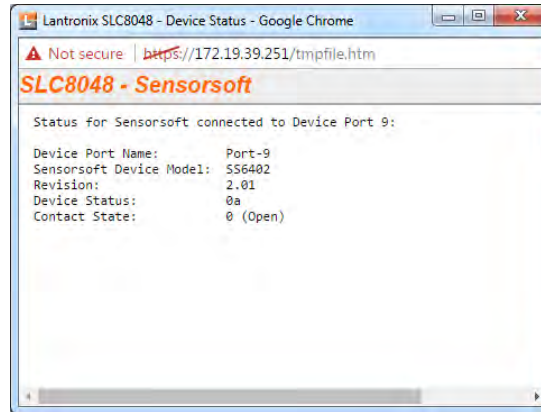 Lantronix SLC8048 - Device Status - Google Chrome
Not secure | https://172.19.39.251/tmpfile.htm
SLC8048 - Sensorsoft
Status for Sensorsoft connected to Device Port 9:
Device Port Name: Port-9
Sensorsoft Device Model: SS6402
Revision: 2.01
Device Status: 0a
Contact State: 0 (Open)